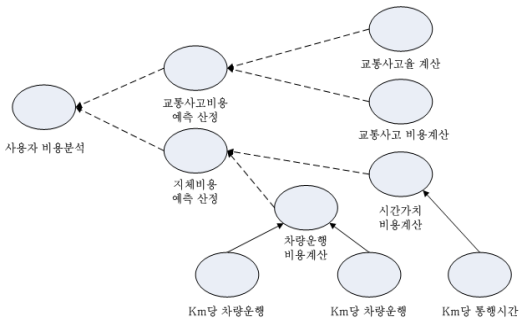 교통사고율 계산
교통사고비용
예측 산정
교통사고 비용계산
사용자 비용분석
지체비용
예측 산정
시간가치
비용계산
차량운행
비용계산
Km당 차량운행
Km당 차량운행
Km당 통행시간